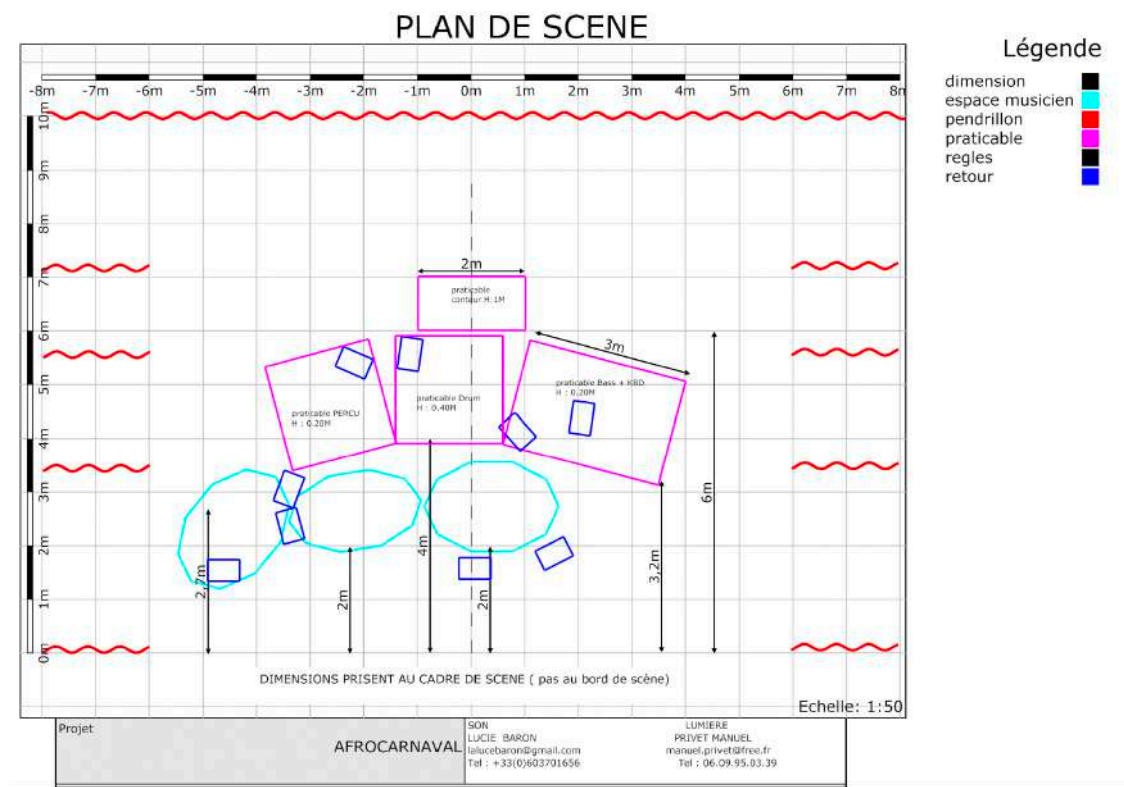 PLAN DE SCENE
Légende
dimension
espace musicien
pendrillon
praticable
regles
retour
-8m -7m -6m -5m -4m -3m -2m -1m 0m 1m 2m 3m 4m 5m 6m 7m 8m
10m
9m
8m
7m
6m
5m
4m
3m
2m
1m
0m
2m
praticable
contour H:1M
3m
praticable Bass + KBD
H : 0.20M
praticable Drum
H : 0.40M
praticable PERCU
H : 0.20M
6m
4m
3,2m
2,7m
2m
2m
DIMENSIONS PRISENT AU CADRE DE SCENE ( pas au bord de scène)
Echelle: 1:50
Projet
AFROCARNAVAL
SON
LUCIE BARON
lalucebaron@gmail.com
Tel : +33(0)603701656
LUMIERE
PRIVET MANUEL
manuel.privet@free.fr
Tel : 06.09.95.03.39